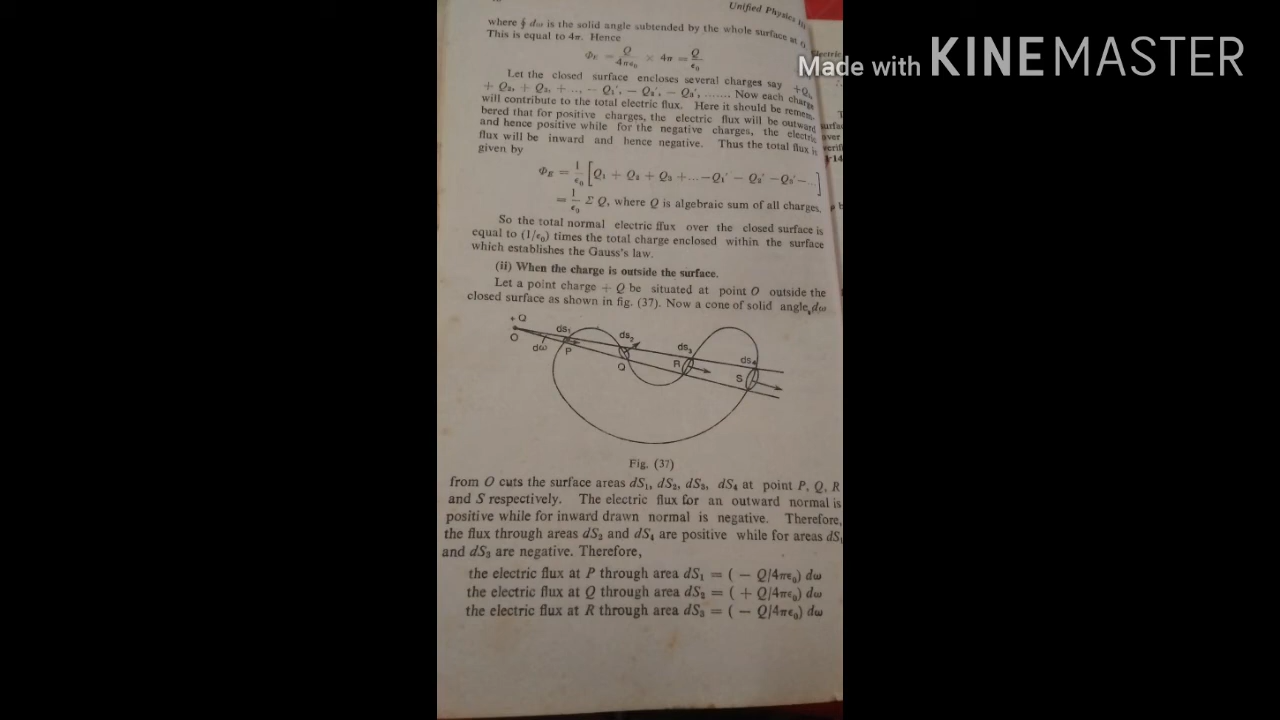 Unified Physics II
where ∮ dω is the solid angle subtended by the whole surface at O
This is equal to 4π. Hence
Φ_E = Q/4πε₀ × 4π = Q/ε₀
Let the closed surface encloses several charges say +Q₁,
+ Q₂, + Q₃, +..., − Q₁′, − Q₂′, − Q₃′, ....... Now each charge
will contribute to the total electric flux. Here it should be remem-
bered that for positive charges, the electric flux will be outward
and hence positive while for the negative charges, the electric
flux will be inward and hence negative. Thus the total flux is
given by
Φ_E = 1/ε₀ [Q₁ + Q₂ + Q₃ +...−Q₁′ − Q₂′ −Q₃′−...]
= 1/ε₀ Σ Q, where Q is algebraic sum of all charges.
So the total normal electric flux over the closed surface is
equal to (1/ε₀) times the total charge enclosed within the surface
which establishes the Gauss's law.
(ii) When the charge is outside the surface.
Let a point charge + Q be situated at point O outside the
closed surface as shown in fig. (37). Now a cone of solid angle, dω
+ Q
O
dω
ds₁
P
ds₂
Q
ds₃
R
ds₄
S
Fig. (37)
from O cuts the surface areas dS₁, dS₂, dS₃, dS₄ at point P, Q, R
and S respectively. The electric flux for an outward normal is
positive while for inward drawn normal is negative. Therefore,
the flux through areas dS₂ and dS₄ are positive while for areas dS₁
and dS₃ are negative. Therefore,
the electric flux at P through area dS₁ = ( − Q/4πε₀) dω
the electric flux at Q through area dS₂ = ( + Q/4πε₀) dω
the electric flux at R through area dS₃ = ( − Q/4πε₀) dω
Made with KINEMASTER